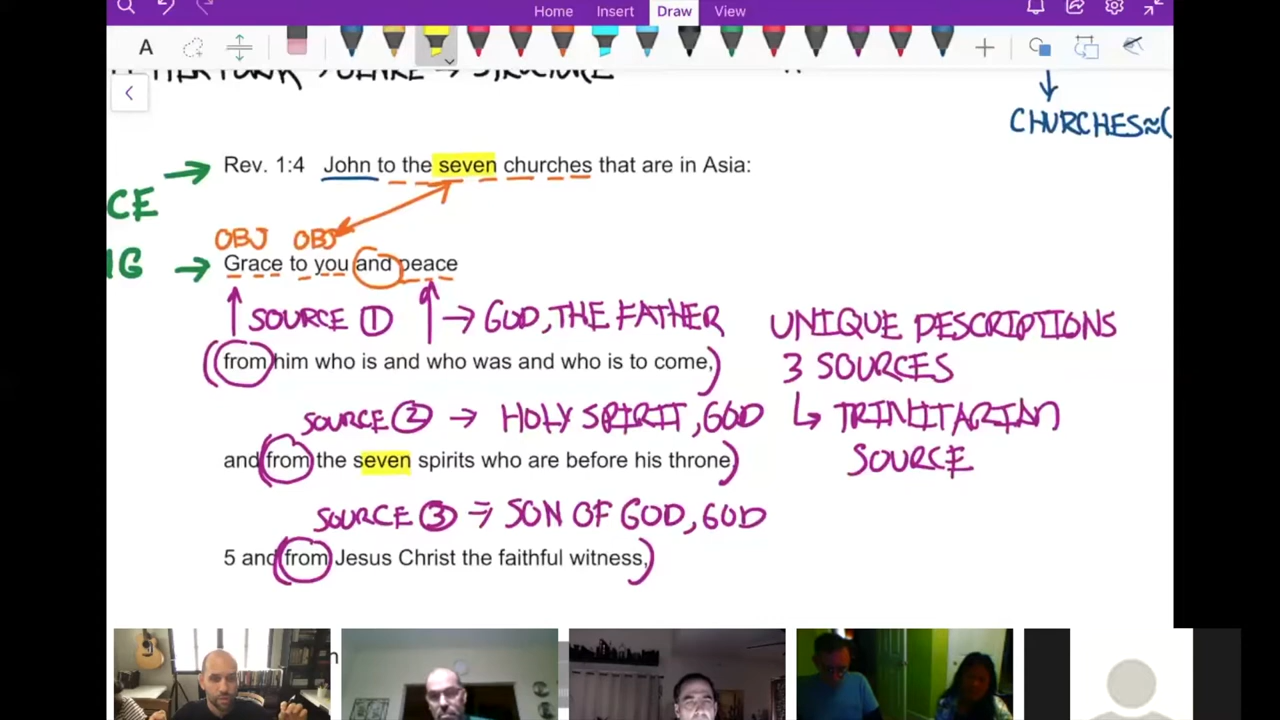 Home Insert Draw View
A
→ GENRE → STRUCTURE
CHURCHES≈(
Rev. 1:4 John to the seven churches that are in Asia:
CE
OBJ OBJ
IG
Grace to you and peace
SOURCE ① → GOD, THE FATHER
UNIQUE DESCRIPTIONS
from him who is and who was and who is to come,
3 SOURCES
SOURCE ② → HOLY SPIRIT, GOD
↳ TRINITARIAN
and from the seven spirits who are before his throne,
SOURCE
SOURCE ③ → SON OF GOD, GOD
5 and from Jesus Christ the faithful witness,